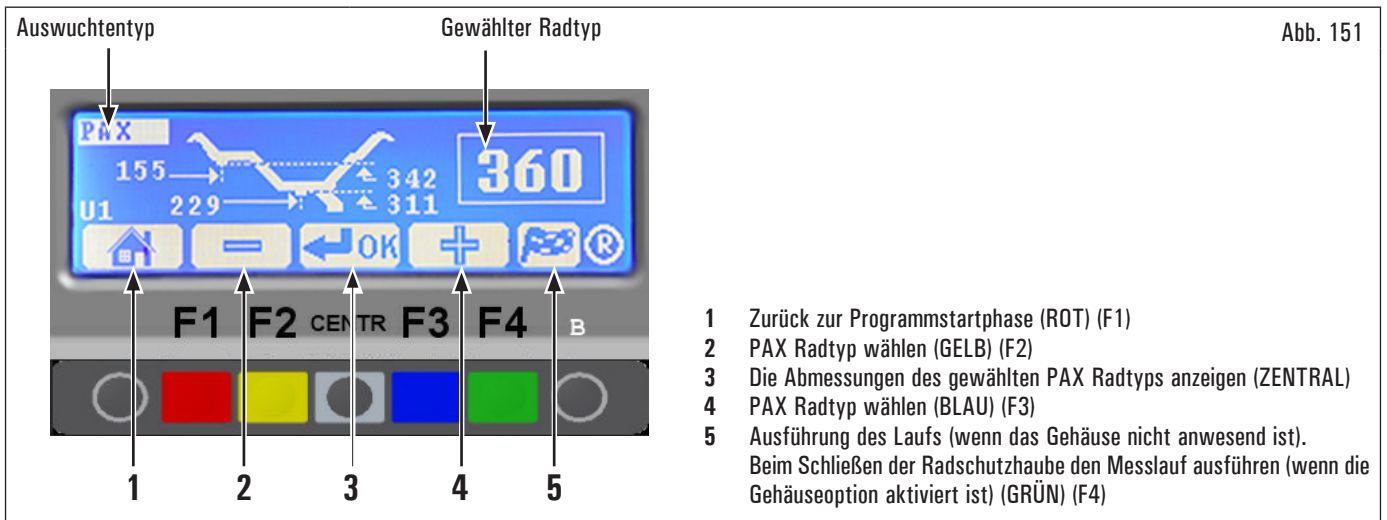 Auswuchtentyp
Gewählter Radtyp
Abb. 151
PAX
155
342
360
U1
229
311
OK
®
F1 F2 CENTR F3 F4 B
1 2 3 4 5
1 Zurück zur Programmstartphase (ROT) (F1)
2 PAX Radtyp wählen (GELB) (F2)
3 Die Abmessungen des gewählten PAX Radtyps anzeigen (ZENTRAL)
4 PAX Radtyp wählen (BLAU) (F3)
5 Ausführung des Laufs (wenn das Gehäuse nicht anwesend ist).
Beim Schließen der Radschutzhaube den Messlauf ausführen (wenn die
Gehäuseoption aktiviert ist) (GRÜN) (F4)